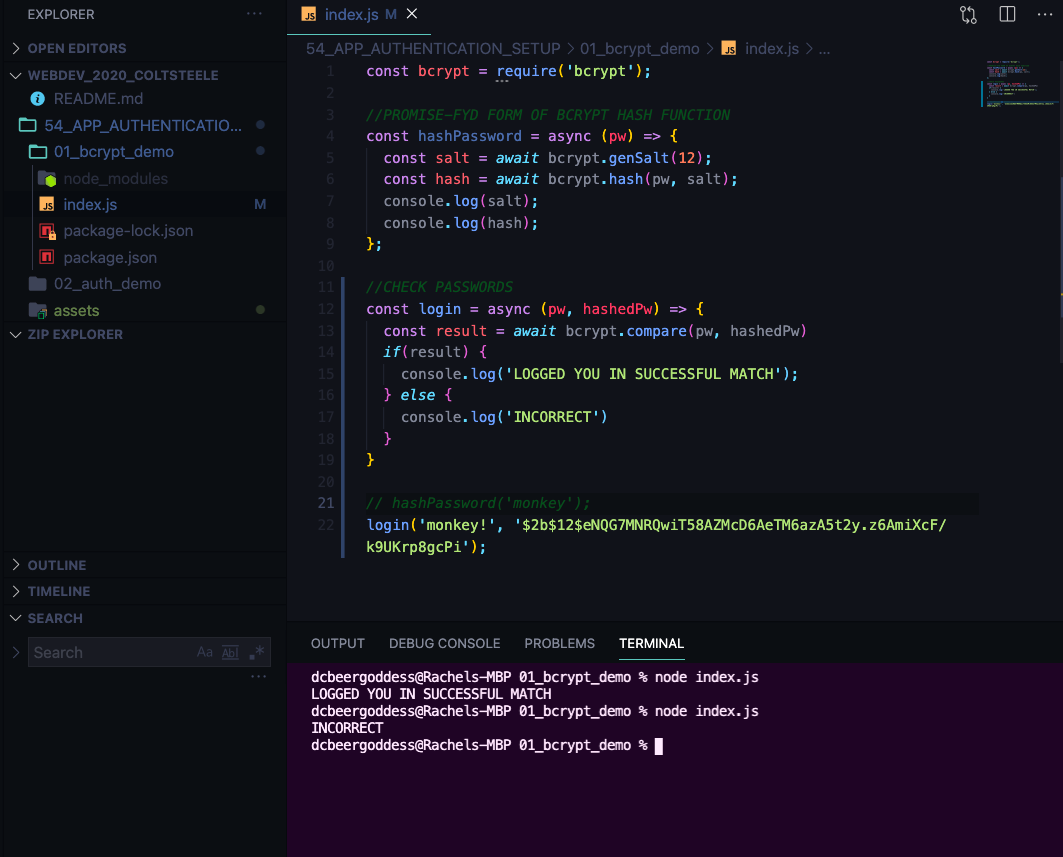 EXPLORER
OPEN EDITORS
WEBDEV_2020_COLTSTEELE
README.md
54_APP_AUTHENTICATIO...
01_bcrypt_demo
node_modules
index.js M
package-lock.json
package.json
02_auth_demo
assets
ZIP EXPLORER
OUTLINE
TIMELINE
SEARCH
Search Aa Abl .*
JS index.js M
54_APP_AUTHENTICATION_SETUP > 01_bcrypt_demo > JS index.js > ...
1 const bcrypt = require('bcrypt');
2
3 //PROMISE-FYD FORM OF BCRYPT HASH FUNCTION
4 const hashPassword = async (pw) => {
5 const salt = await bcrypt.genSalt(12);
6 const hash = await bcrypt.hash(pw, salt);
7 console.log(salt);
8 console.log(hash);
9 };
10
11 //CHECK PASSWORDS
12 const login = async (pw, hashedPw) => {
13 const result = await bcrypt.compare(pw, hashedPw)
14 if(result) {
15 console.log('LOGGED YOU IN SUCCESSFUL MATCH');
16 } else {
17 console.log('INCORRECT')
18 }
19 }
20
21 // hashPassword('monkey');
22 login('monkey!', '$2b$12$eNQG7MNRQwiT58AZMcD6AeTM6azA5t2y.z6AmiXcF/
k9UKrp8gcPi');
OUTPUT DEBUG CONSOLE PROBLEMS TERMINAL
dcbeergoddess@Rachels-MBP 01_bcrypt_demo % node index.js
LOGGED YOU IN SUCCESSFUL MATCH
dcbeergoddess@Rachels-MBP 01_bcrypt_demo % node index.js
INCORRECT
dcbeergoddess@Rachels-MBP 01_bcrypt_demo %